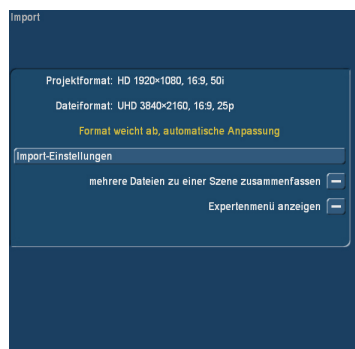 Import
Projektformat: HD 1920×1080, 16:9, 50i
Dateiformat: UHD 3840×2160, 16:9, 25p
Format weicht ab, automatische Anpassung
Import-Einstellungen
mehrere Dateien zu einer Szene zusammenfassen
Expertenmenü anzeigen